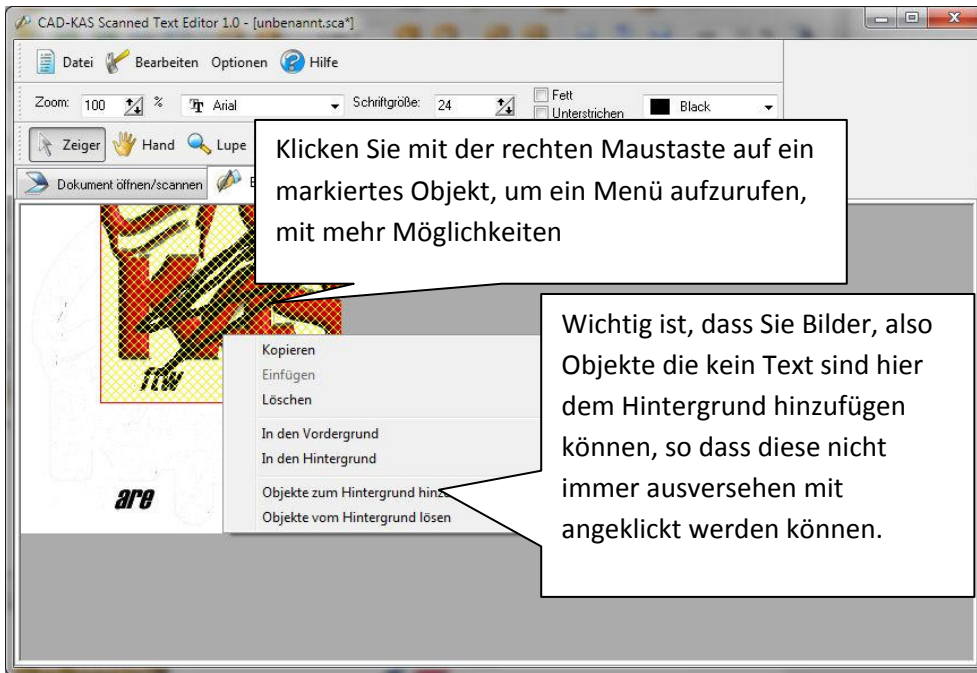 CAD-KAS Scanned Text Editor 1.0 - [unbenannt.sca*]
Datei Bearbeiten Optionen Hilfe
Zoom: 100 % Arial Schriftgröße: 24 Fett
Unterstrichen Black
Zeiger Hand Lupe
Dokument öffnen/scannen
Klicken Sie mit der rechten Maustaste auf ein
markiertes Objekt, um ein Menü aufzurufen,
mit mehr Möglichkeiten
Wichtig ist, dass Sie Bilder, also
Objekte die kein Text sind hier
dem Hintergrund hinzufügen
können, so dass diese nicht
immer ausversehen mit
angeklickt werden können.
Kopieren
Einfügen
Löschen
In den Vordergrund
In den Hintergrund
Objekte zum Hintergrund
Objekte vom Hintergrund lösen
are